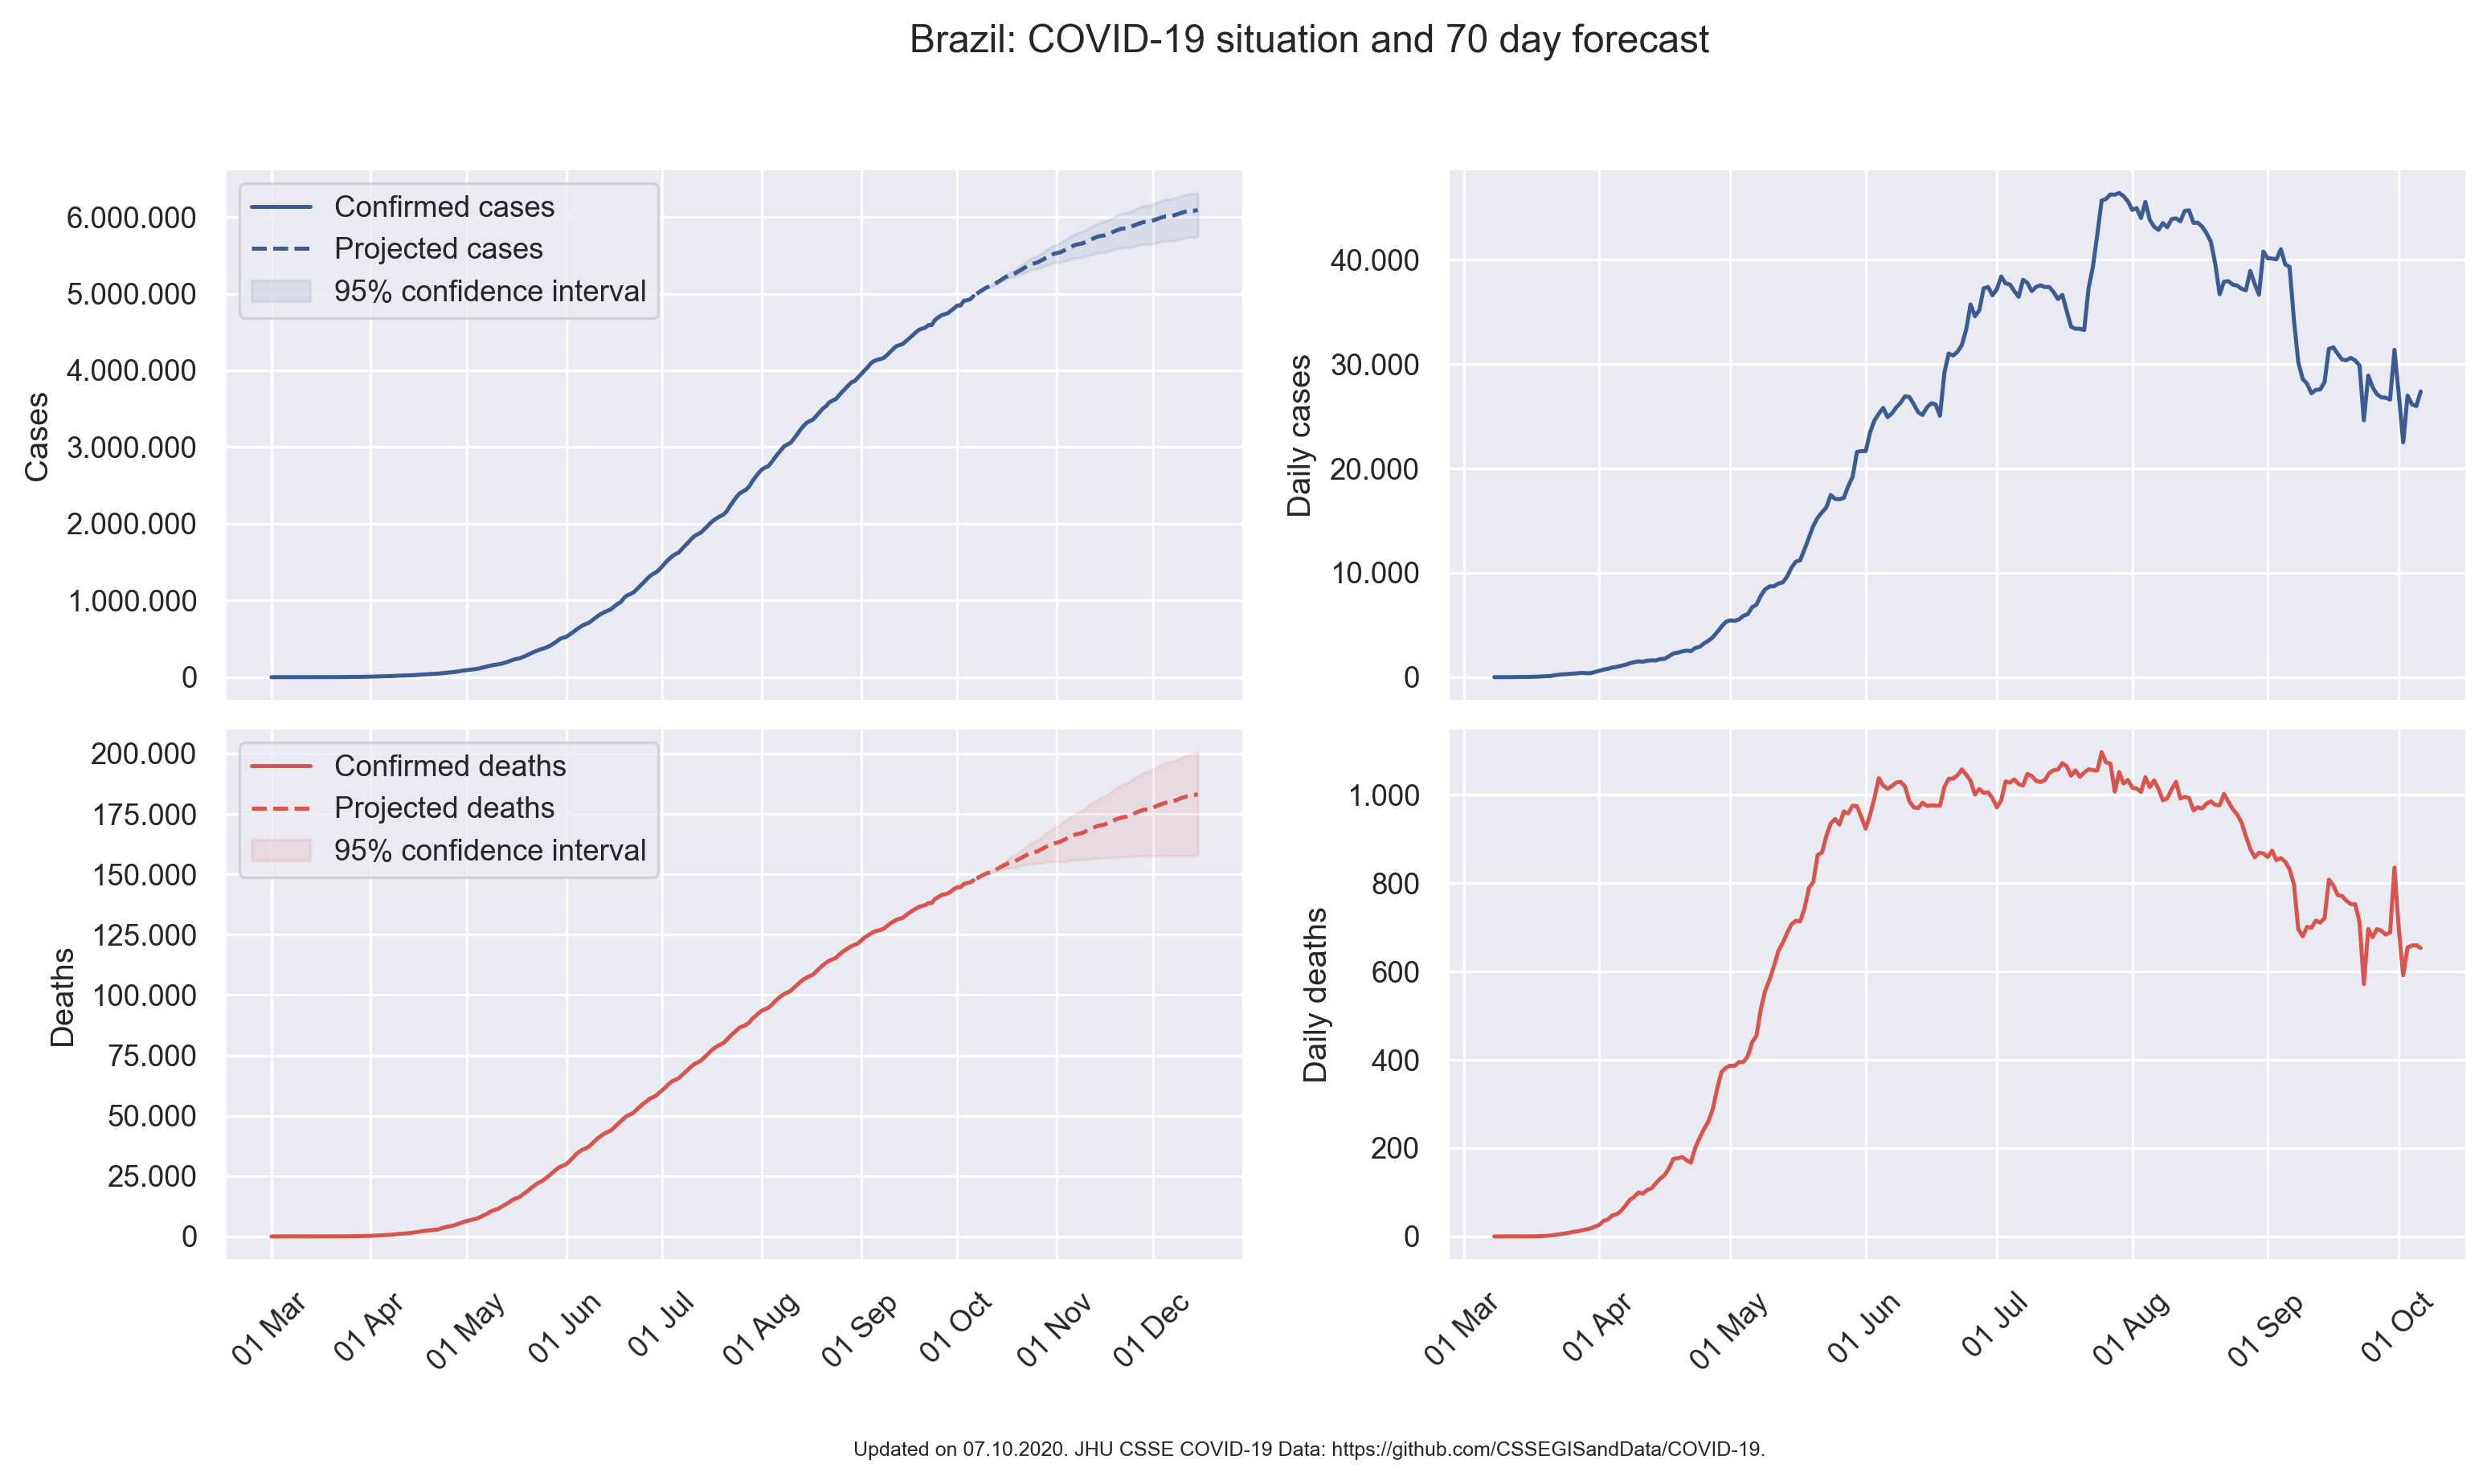 Brazil: COVID-19 situation and 70 day forecast
Confirmed cases
Projected cases
95% confidence interval
Cases
6.000.000
5.000.000
4.000.000
3.000.000
2.000.000
1.000.000
0
Daily cases
40.000
30.000
20.000
10.000
0
Confirmed deaths
Projected deaths
95% confidence interval
Deaths
200.000
175.000
150.000
125.000
100.000
75.000
50.000
25.000
0
01 Mar
01 Apr
01 May
01 Jun
01 Jul
01 Aug
01 Sep
01 Oct
01 Nov
01 Dec
Daily deaths
1.000
800
600
400
200
0
01 Mar
01 Apr
01 May
01 Jun
01 Jul
01 Aug
01 Sep
01 Oct
Updated on 07.10.2020. JHU CSSE COVID-19 Data: https://github.com/CSSEGISandData/COVID-19.